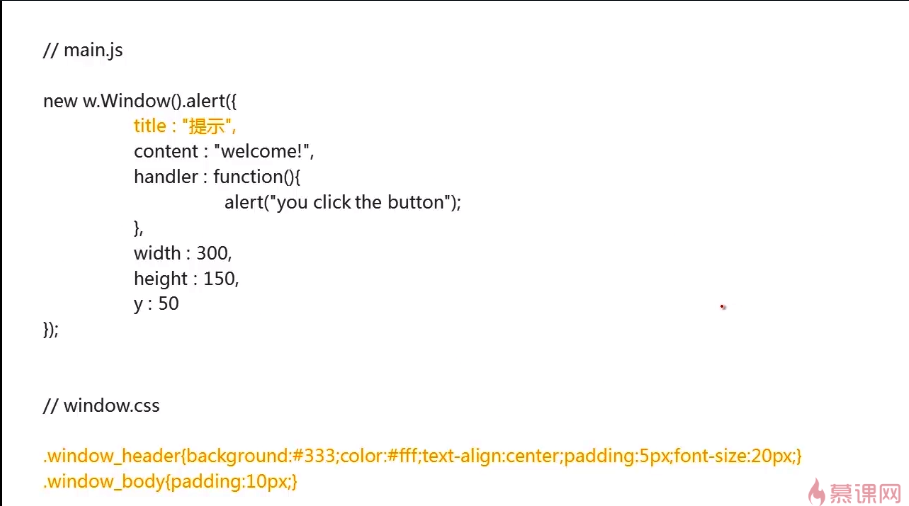 // main.js
new w.Window().alert({
title : "提示",
content : "welcome!",
handler : function(){
alert("you click the button");
},
width : 300,
height : 150,
y : 50
});
// window.css
.window_header{background:#333;color:#fff;text-align:center;padding:5px;font-size:20px;}
.window_body{padding:10px;}
慕课网